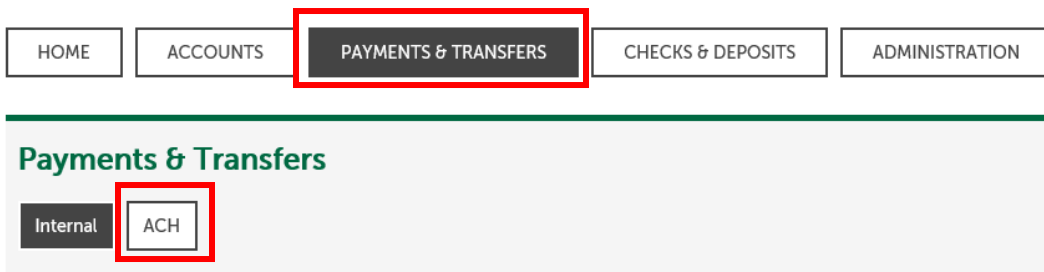 HOME ACCOUNTS PAYMENTS & TRANSFERS CHECKS & DEPOSITS ADMINISTRATION
Payments & Transfers
Internal ACH